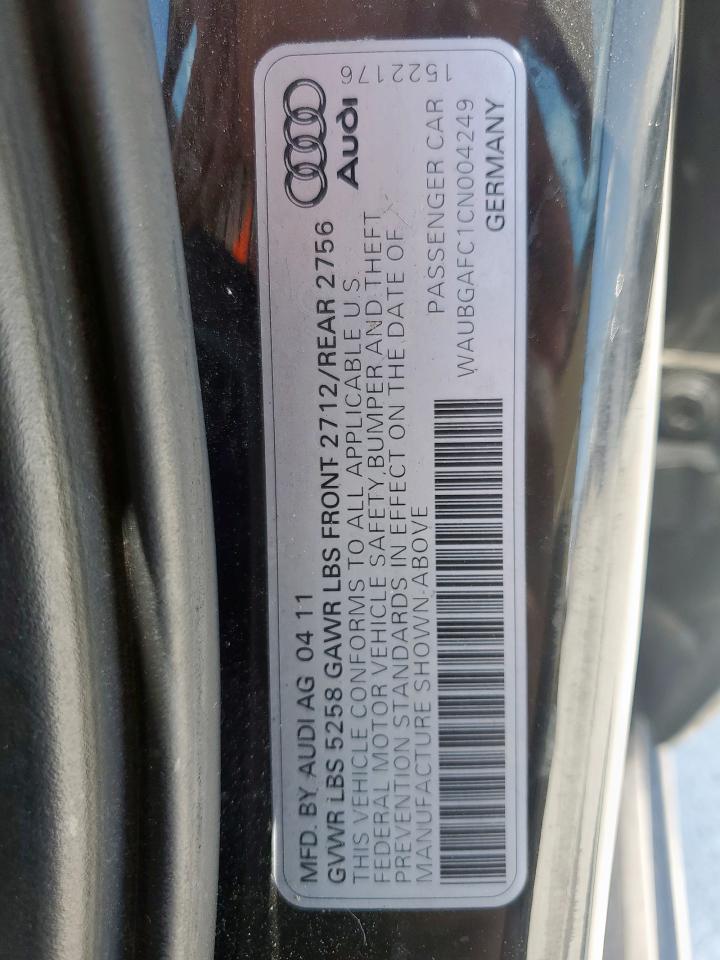 MFD. BY AUDI AG 04 11
GVWR LBS 5258 GAWR LBS FRONT 2712/REAR 2756
THIS VEHICLE CONFORMS TO ALL APPLICABLE U.S.
FEDERAL MOTOR VEHICLE SAFETY, BUMPER AND THEFT
PREVENTION STANDARDS IN EFFECT ON THE DATE OF
MANUFACTURE SHOWN ABOVE
Audi
PASSENGER CAR
WAUBGAFC1CN004249
GERMANY
1522176